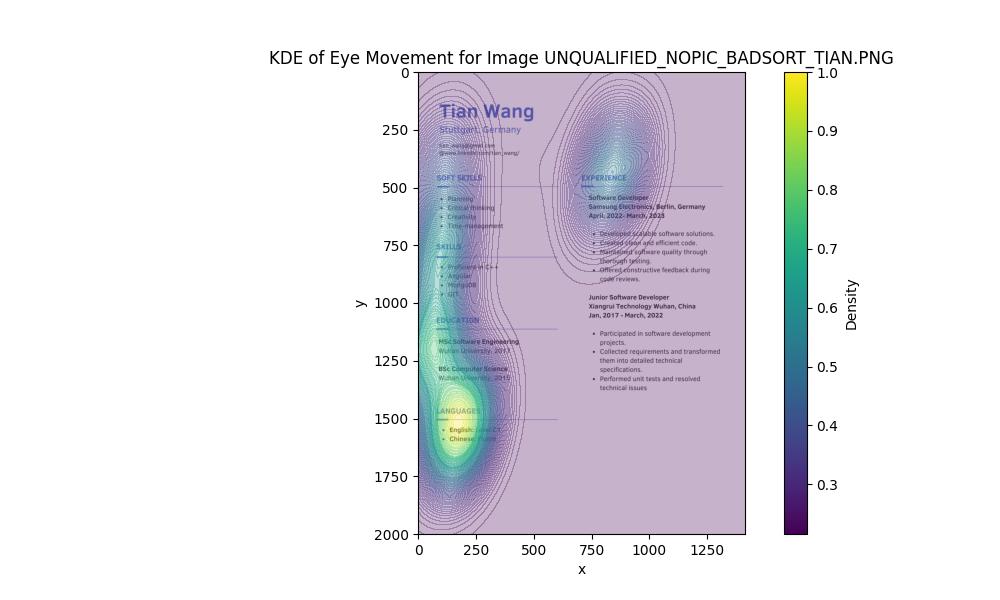 KDE of Eye Movement for Image UNQUALIFIED_NOPIC_BADSORT_TIAN.PNG
0
250
500
750
1000
1250
1500
1750
2000
y
0
250
500
750
1000
1250
x
1.0
0.9
0.8
0.7
0.6
0.5
0.4
0.3
Density
Tian Wang
Stuttgart, Germany
tian_wang@gmail.com
@www.linkedin.com/tian_wang/
SOFT SKILLS
Planning
Critical thinking
Creativity
Time-management
SKILLS
Proficient in C++
Angular
MongoDB
GIT
EDUCATION
MSc Software Engineering
Wuhan University, 2017
BSc Computer Science
Wuhan University, 2015
LANGUAGES
English:
Chinese:
EXPERIENCE
Software Developer
Samsung Electronics, Berlin, Germany
April, 2022- March, 2023
Developed scalable software solutions.
Created clean and efficient code.
Maintained software quality through
thorough testing.
Offered constructive feedback during
code reviews.
Junior Software Developer
Xiangrui Technology Wuhan, China
Jan, 2017 - March, 2022
Participated in software development
projects.
Collected requirements and transformed
them into detailed technical
specifications.
Performed unit tests and resolved
technical issues